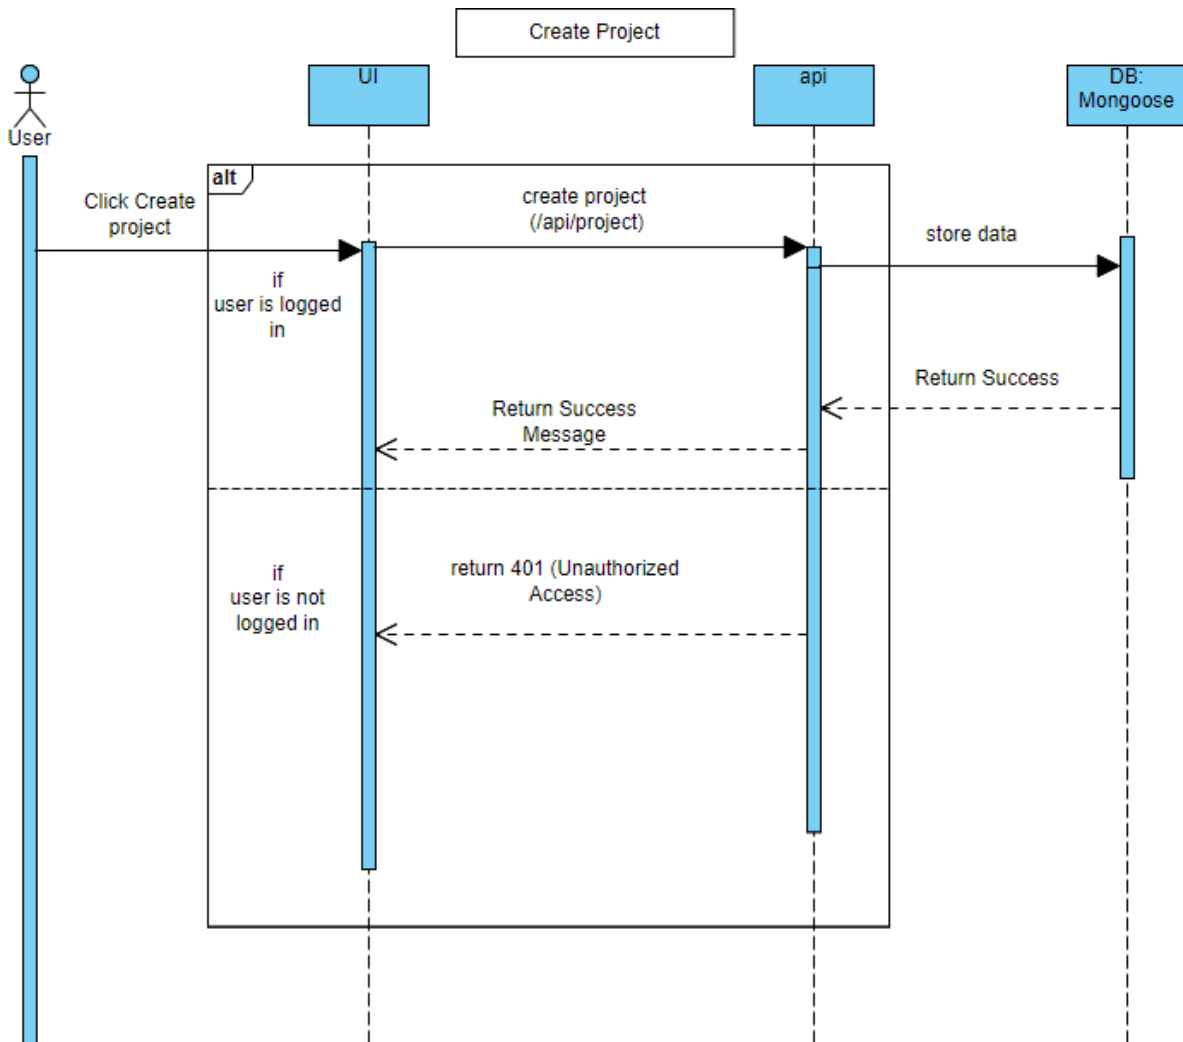 Create Project
User
UI
api
DB:
Mongoose
alt
Click Create
project
create project
(/api/project)
store data
if
user is logged
in
Return Success
Return Success
Message
if
user is not
logged in
return 401 (Unauthorized
Access)